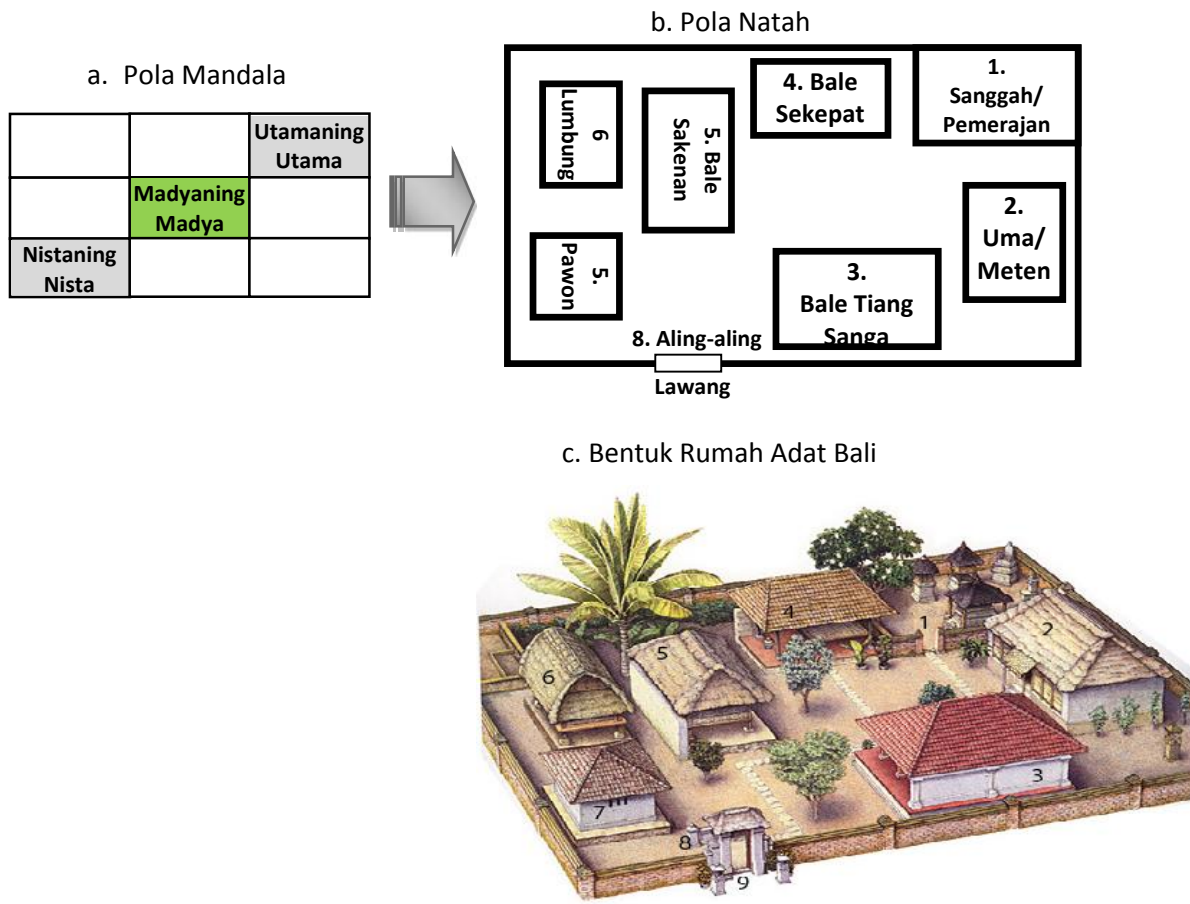 b. Pola Natah
a. Pola Mandala
Utamaning
Utama
Madyaning
Madya
Nistaning
Nista
1.
Sanggah/
Pemerajan
4. Bale
Sekepat
6
Lumbung
5. Bale
Sakenan
2.
Uma/
Meten
3.
Bale Tiang
Sanga
5.
Pawon
8. Aling-aling
Lawang
c. Bentuk Rumah Adat Bali
4
1
2
5
6
3
7
8
9